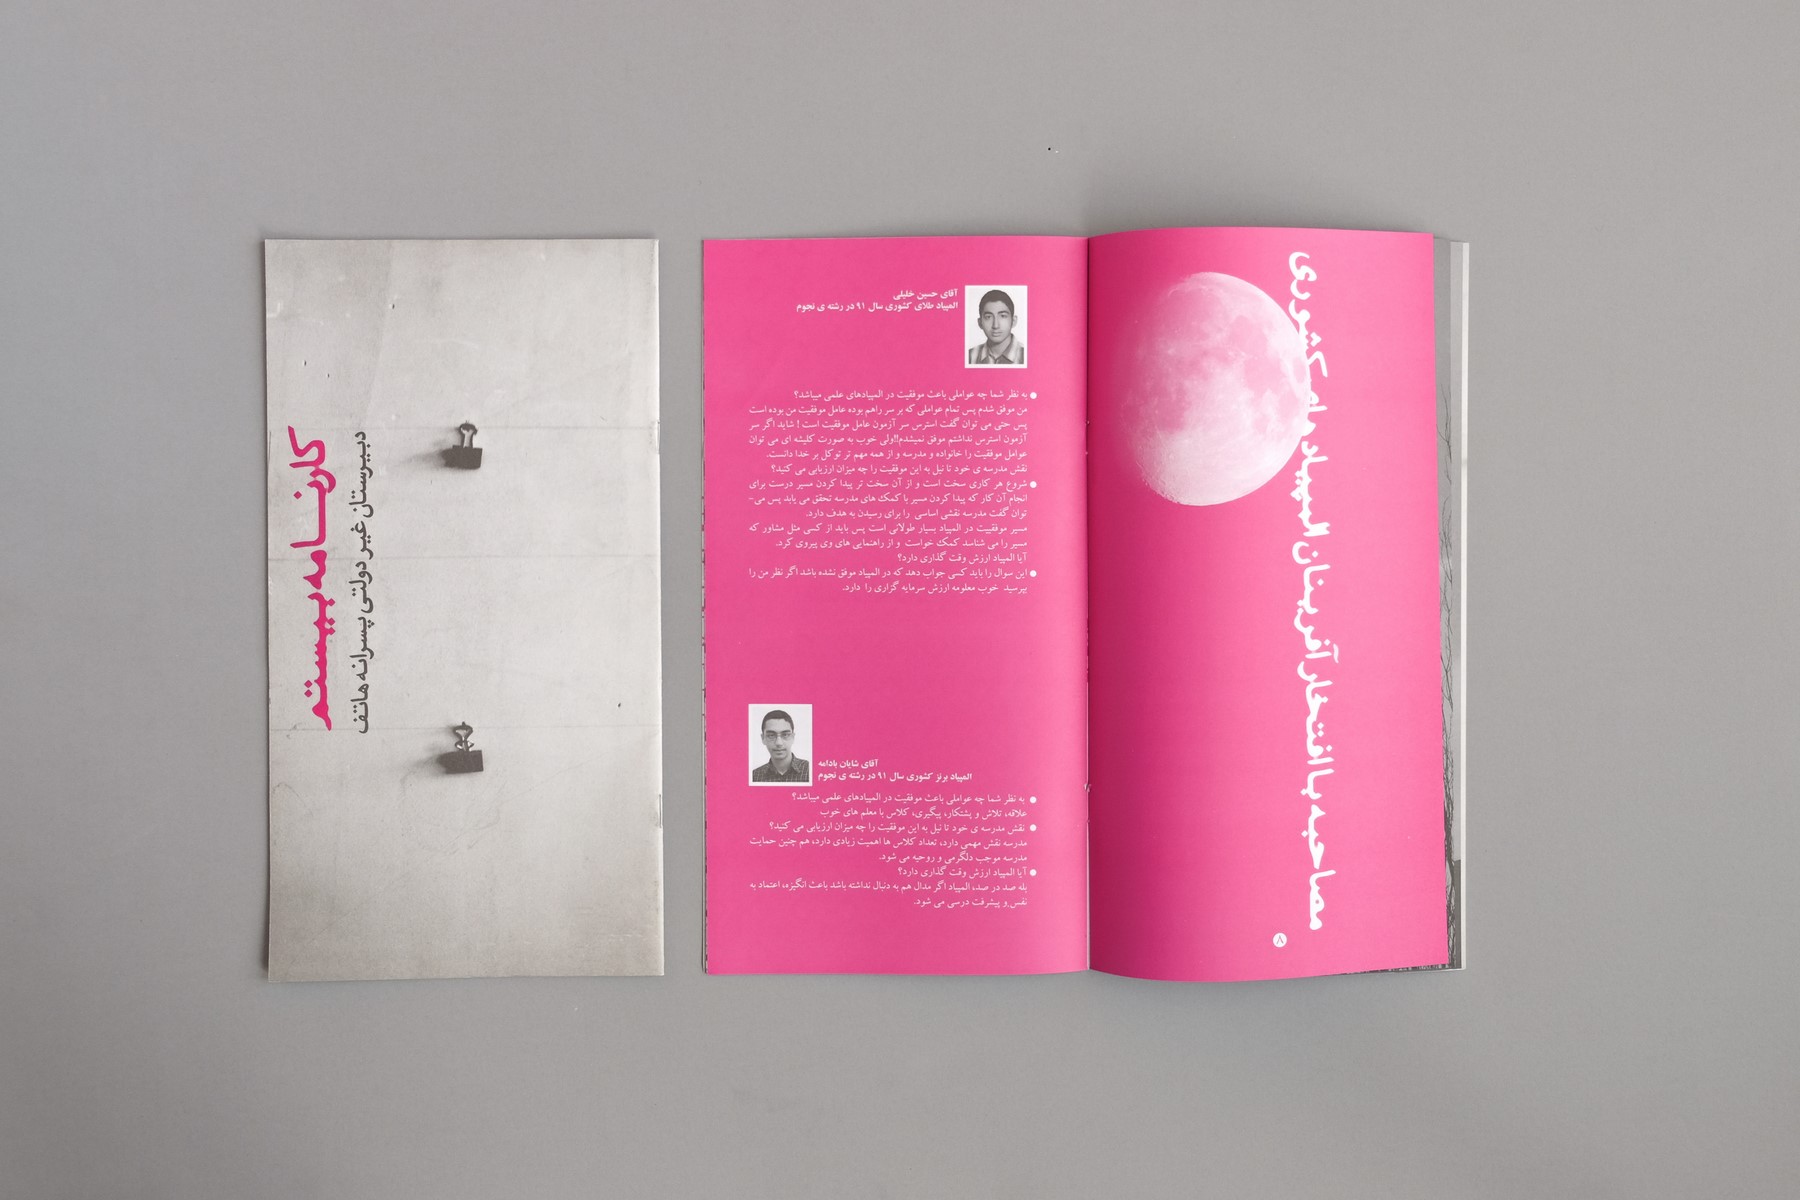 کارنامه بیستم
دبیرستان غیر دولتی پسرانه هاتف
مصاحبه با افتخار آفرینان المپیادهای کشوری
۸
آقای حسین خلیلی
المپیاد طلای کشوری سال ۹۱ در رشته ی نجوم
به نظر شما چه عواملی باعث موفقیت در المپیادهای علمی میباشد؟
من موفق شدم پس تمام عواملی که بر سر راهم بوده عامل موفقیت من بوده است
پس حتی می توان گفت استرس سر آزمون عامل موفقیت است ! شاید اگر سر
آزمون استرس نداشتم موفق نمیشدم!!ولی خوب به صورت کلیشه ای می توان
عوامل موفقیت را خانواده و مدرسه و از همه مهم تر توکل بر خدا دانست.
نقش مدرسه ی خود تا نیل به این موفقیت را چه میزان ارزیابی می کنید؟
شروع هر کاری سخت است و از آن سخت تر پیدا کردن مسیر درست برای
انجام آن کار که پیدا کردن مسیر با کمک های مدرسه تحقق می یابد پس می-
توان گفت مدرسه نقشی اساسی را برای رسیدن به هدف دارد.
مسیر موفقییت در المپیاد بسیار طولانی است پس باید از کسی مثل مشاور که
مسیر را می شناسد کمک خواست و از راهنمایی های وی پیروی کرد.
آیا المپیاد ارزش وقت گذاری دارد؟
این سوال را باید کسی جواب دهد که در المپیاد موفق نشده باشد اگر نظر من را
بپرسید خوب معلومه ارزش سرمایه گزاری را دارد.
آقای شایان بادامه
المپیاد برنز کشوری سال ۹۱ در رشته ی نجوم
به نظر شما چه عواملی باعث موفقیت در المپیادهای علمی میباشد؟
علاقه، تلاش و پشتکار، پیگیری، کلاس با معلم های خوب
نقش مدرسه ی خود تا نیل به این موفقیت را چه میزان ارزیابی می کنید؟
مدرسه نقش مهمی دارد، تعداد کلاس ها اهمیت زیادی دارد، هم چنین حمایت
مدرسه موجب دلگرمی و روحیه می شود.
آیا المپیاد ارزش وقت گذاری دارد؟
بله صد در صد، المپیاد اگر مدال هم به دنبال نداشته باشد باعث انگیزه، اعتماد به
نفس و پیشرفت درسی می شود.